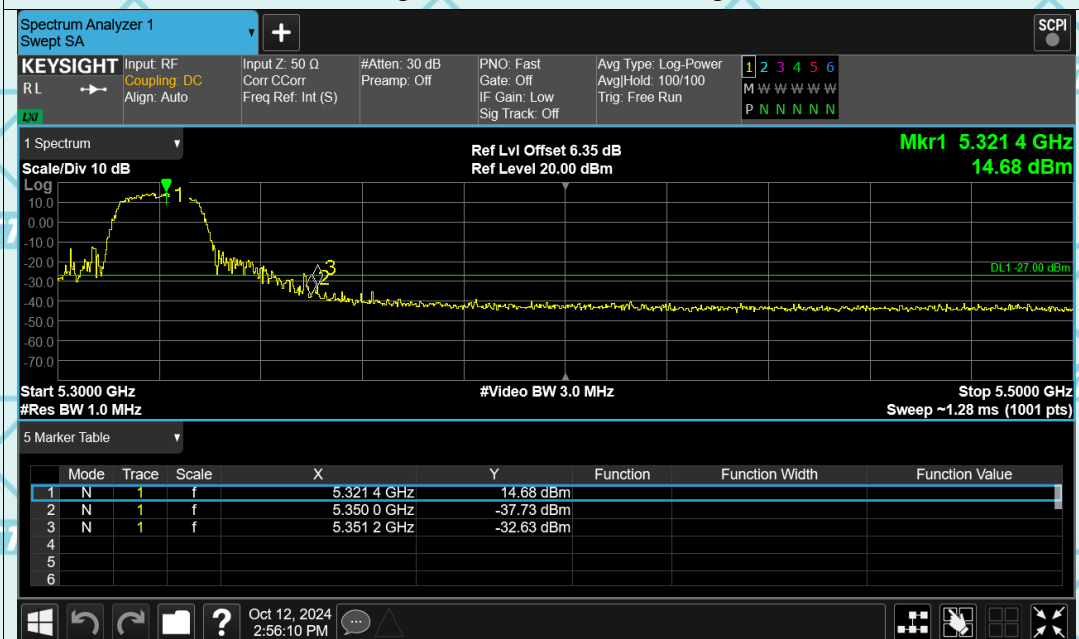 Spectrum Analyzer 1
Swept SA
+
SCPI
KEYSIGHT
RL
LXI
Input: RF
Coupling: DC
Align: Auto
Input Z: 50 Ω
Corr CCorr
Freq Ref: Int (S)
#Atten: 30 dB
Preamp: Off
PNO: Fast
Gate: Off
IF Gain: Low
Sig Track: Off
Avg Type: Log-Power
Avg|Hold: 100/100
Trig: Free Run
1 2 3 4 5 6
M W W W W W W
P N N N N N N
1 Spectrum
Scale/Div 10 dB
Ref Lvl Offset 6.35 dB
Ref Level 20.00 dBm
Mkr1 5.321 4 GHz
14.68 dBm
Log
10.0
0.00
-10.0
-20.0
-30.0
-40.0
-50.0
-60.0
-70.0
1
3
2
DL1 -27.00 dBm
Start 5.3000 GHz
#Video BW 3.0 MHz
Stop 5.5000 GHz
#Res BW 1.0 MHz
Sweep ~1.28 ms (1001 pts)
5 Marker Table
Mode Trace Scale X Y Function Function Width Function Value
1 N 1 f 5.321 4 GHz 14.68 dBm
2 N 1 f 5.350 0 GHz -37.73 dBm
3 N 1 f 5.351 2 GHz -32.63 dBm
4
5
6
?
Oct 12, 2024
2:56:10 PM